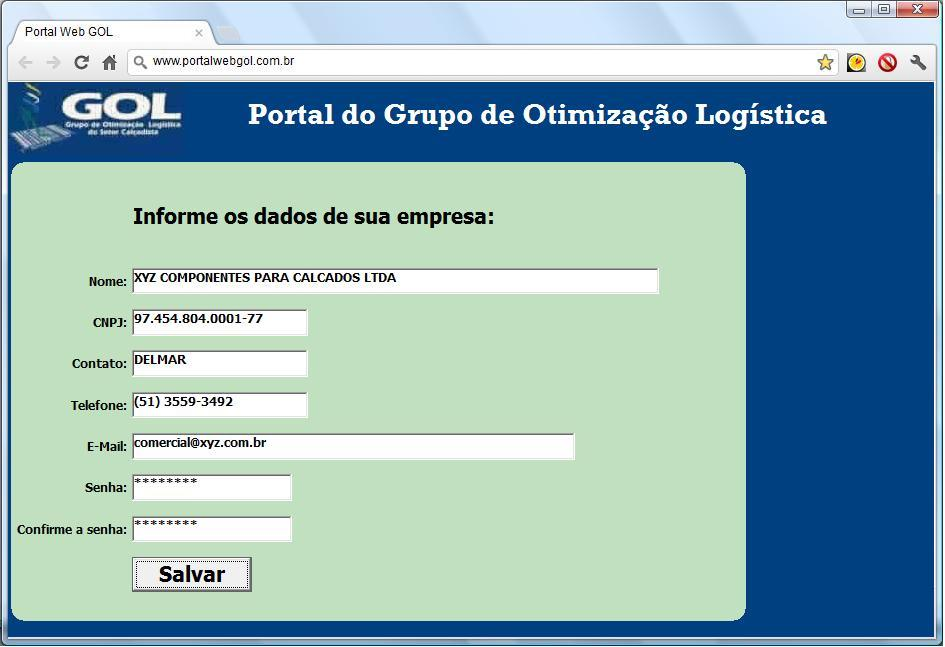 Portal Web GOL
www.portalwebgol.com.br
GOL
Grupo de Otimização Logística
do Setor Calçadista
Portal do Grupo de Otimização Logística
Informe os dados de sua empresa:
Nome: XYZ COMPONENTES PARA CALCADOS LTDA
CNPJ: 97.454.804.0001-77
Contato: DELMAR
Telefone: (51) 3559-3492
E-Mail: comercial@xyz.com.br
Senha: ********
Confirme a senha: ********
Salvar